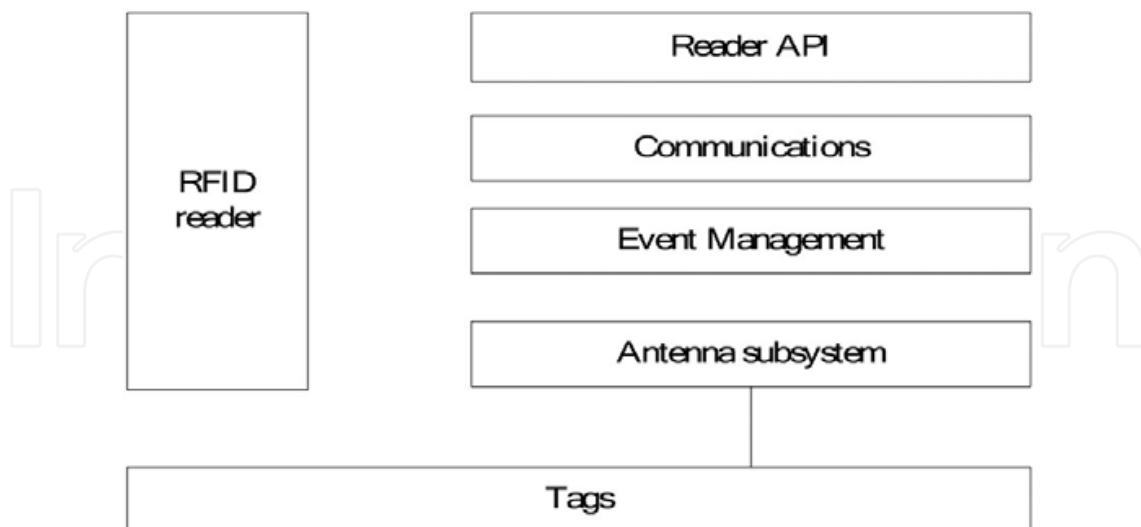 Reader API
Communications
RFID
reader
Event Management
Antenna subsystem
Tags